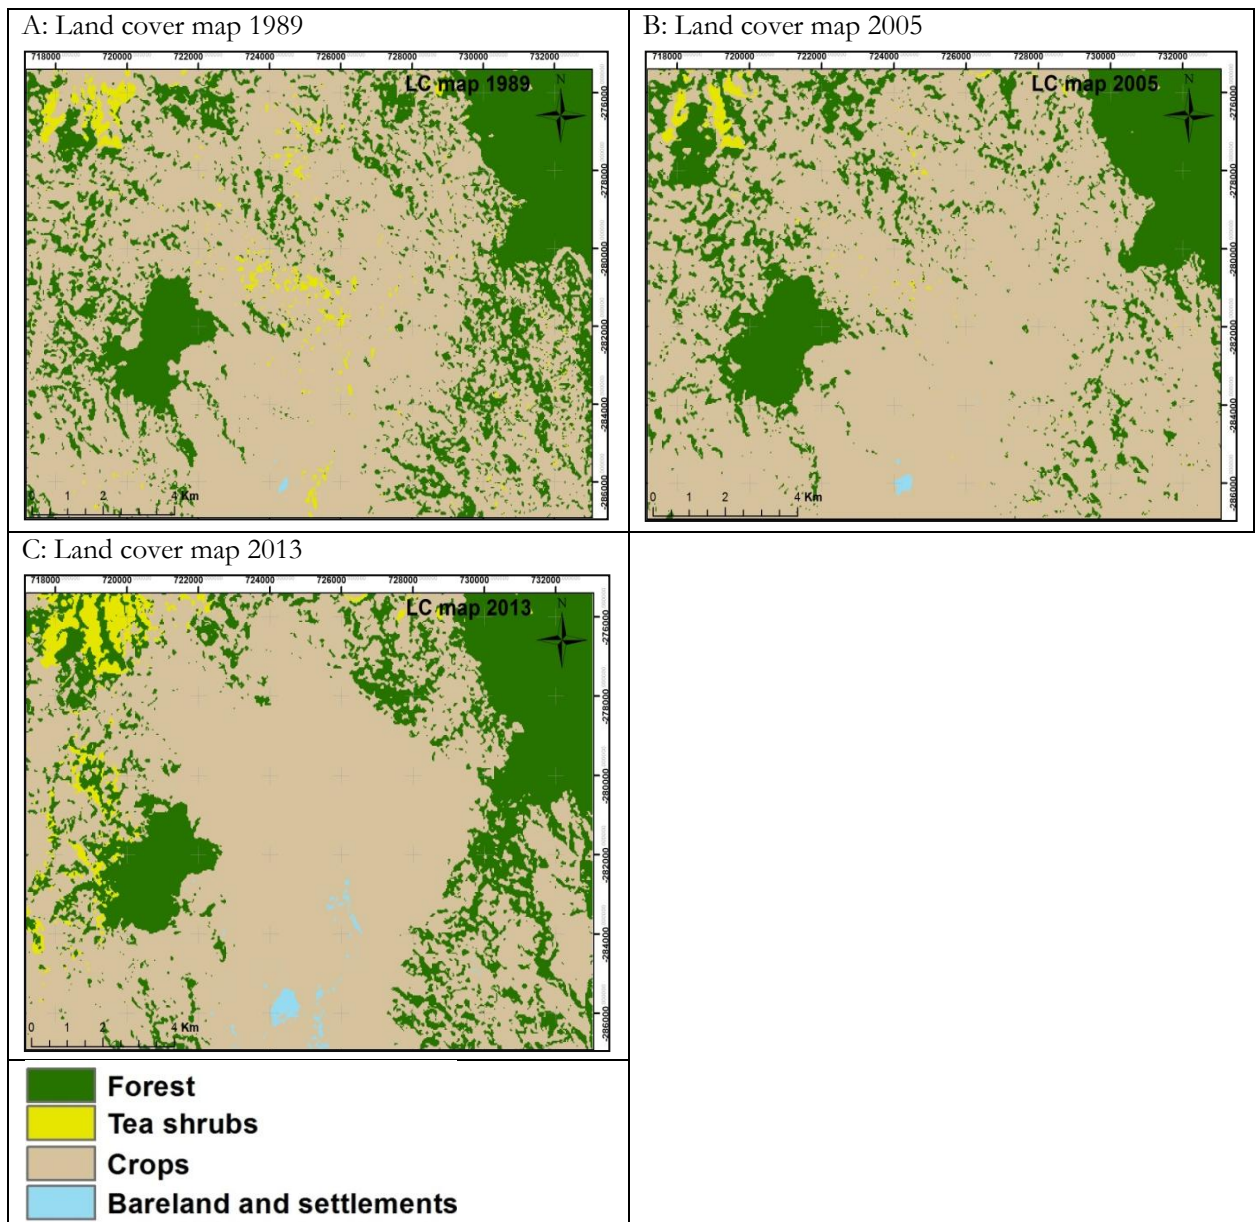 A: Land cover map 1989
718000 720000 722000 724000 726000 728000 730000 732000
LC map 1989
N
-276000
-278000
-280000
-282000
-284000
-286000
0 1 2 4 Km
B: Land cover map 2005
718000 720000 722000 724000 726000 728000 730000 732000
LC map 2005
N
-276000
-278000
-280000
-282000
-284000
-286000
0 1 2 4 Km
C: Land cover map 2013
718000 720000 722000 724000 726000 728000 730000 732000
LC map 2013
N
-276000
-278000
-280000
-282000
-284000
-286000
0 1 2 4 Km
Forest
Tea shrubs
Crops
Bareland and settlements